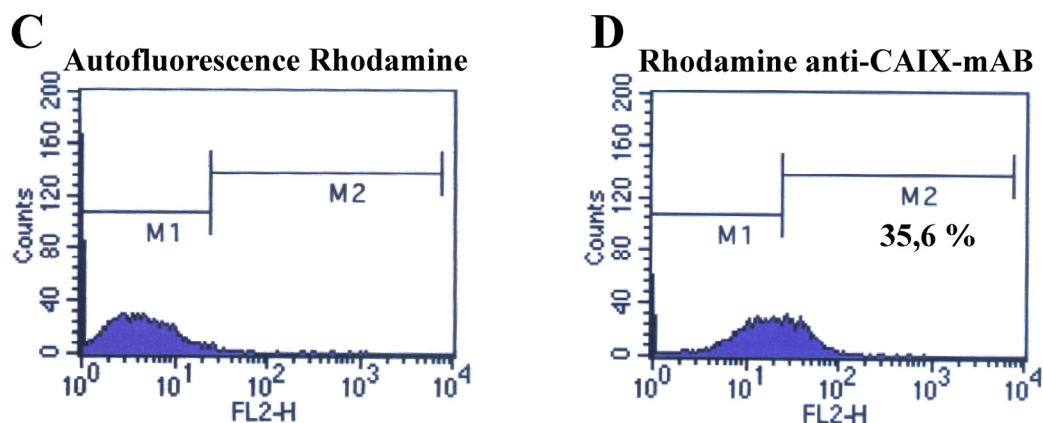 C
Autofluorescence Rhodamine
200
160
120
80
40
0
Counts
M1
M2
10^0 10^1 10^2 10^3 10^4
FL2-H
D
Rhodamine anti-CAIX-mAB
200
160
120
80
40
0
Counts
M1
M2
35,6 %
10^0 10^1 10^2 10^3 10^4
FL2-H